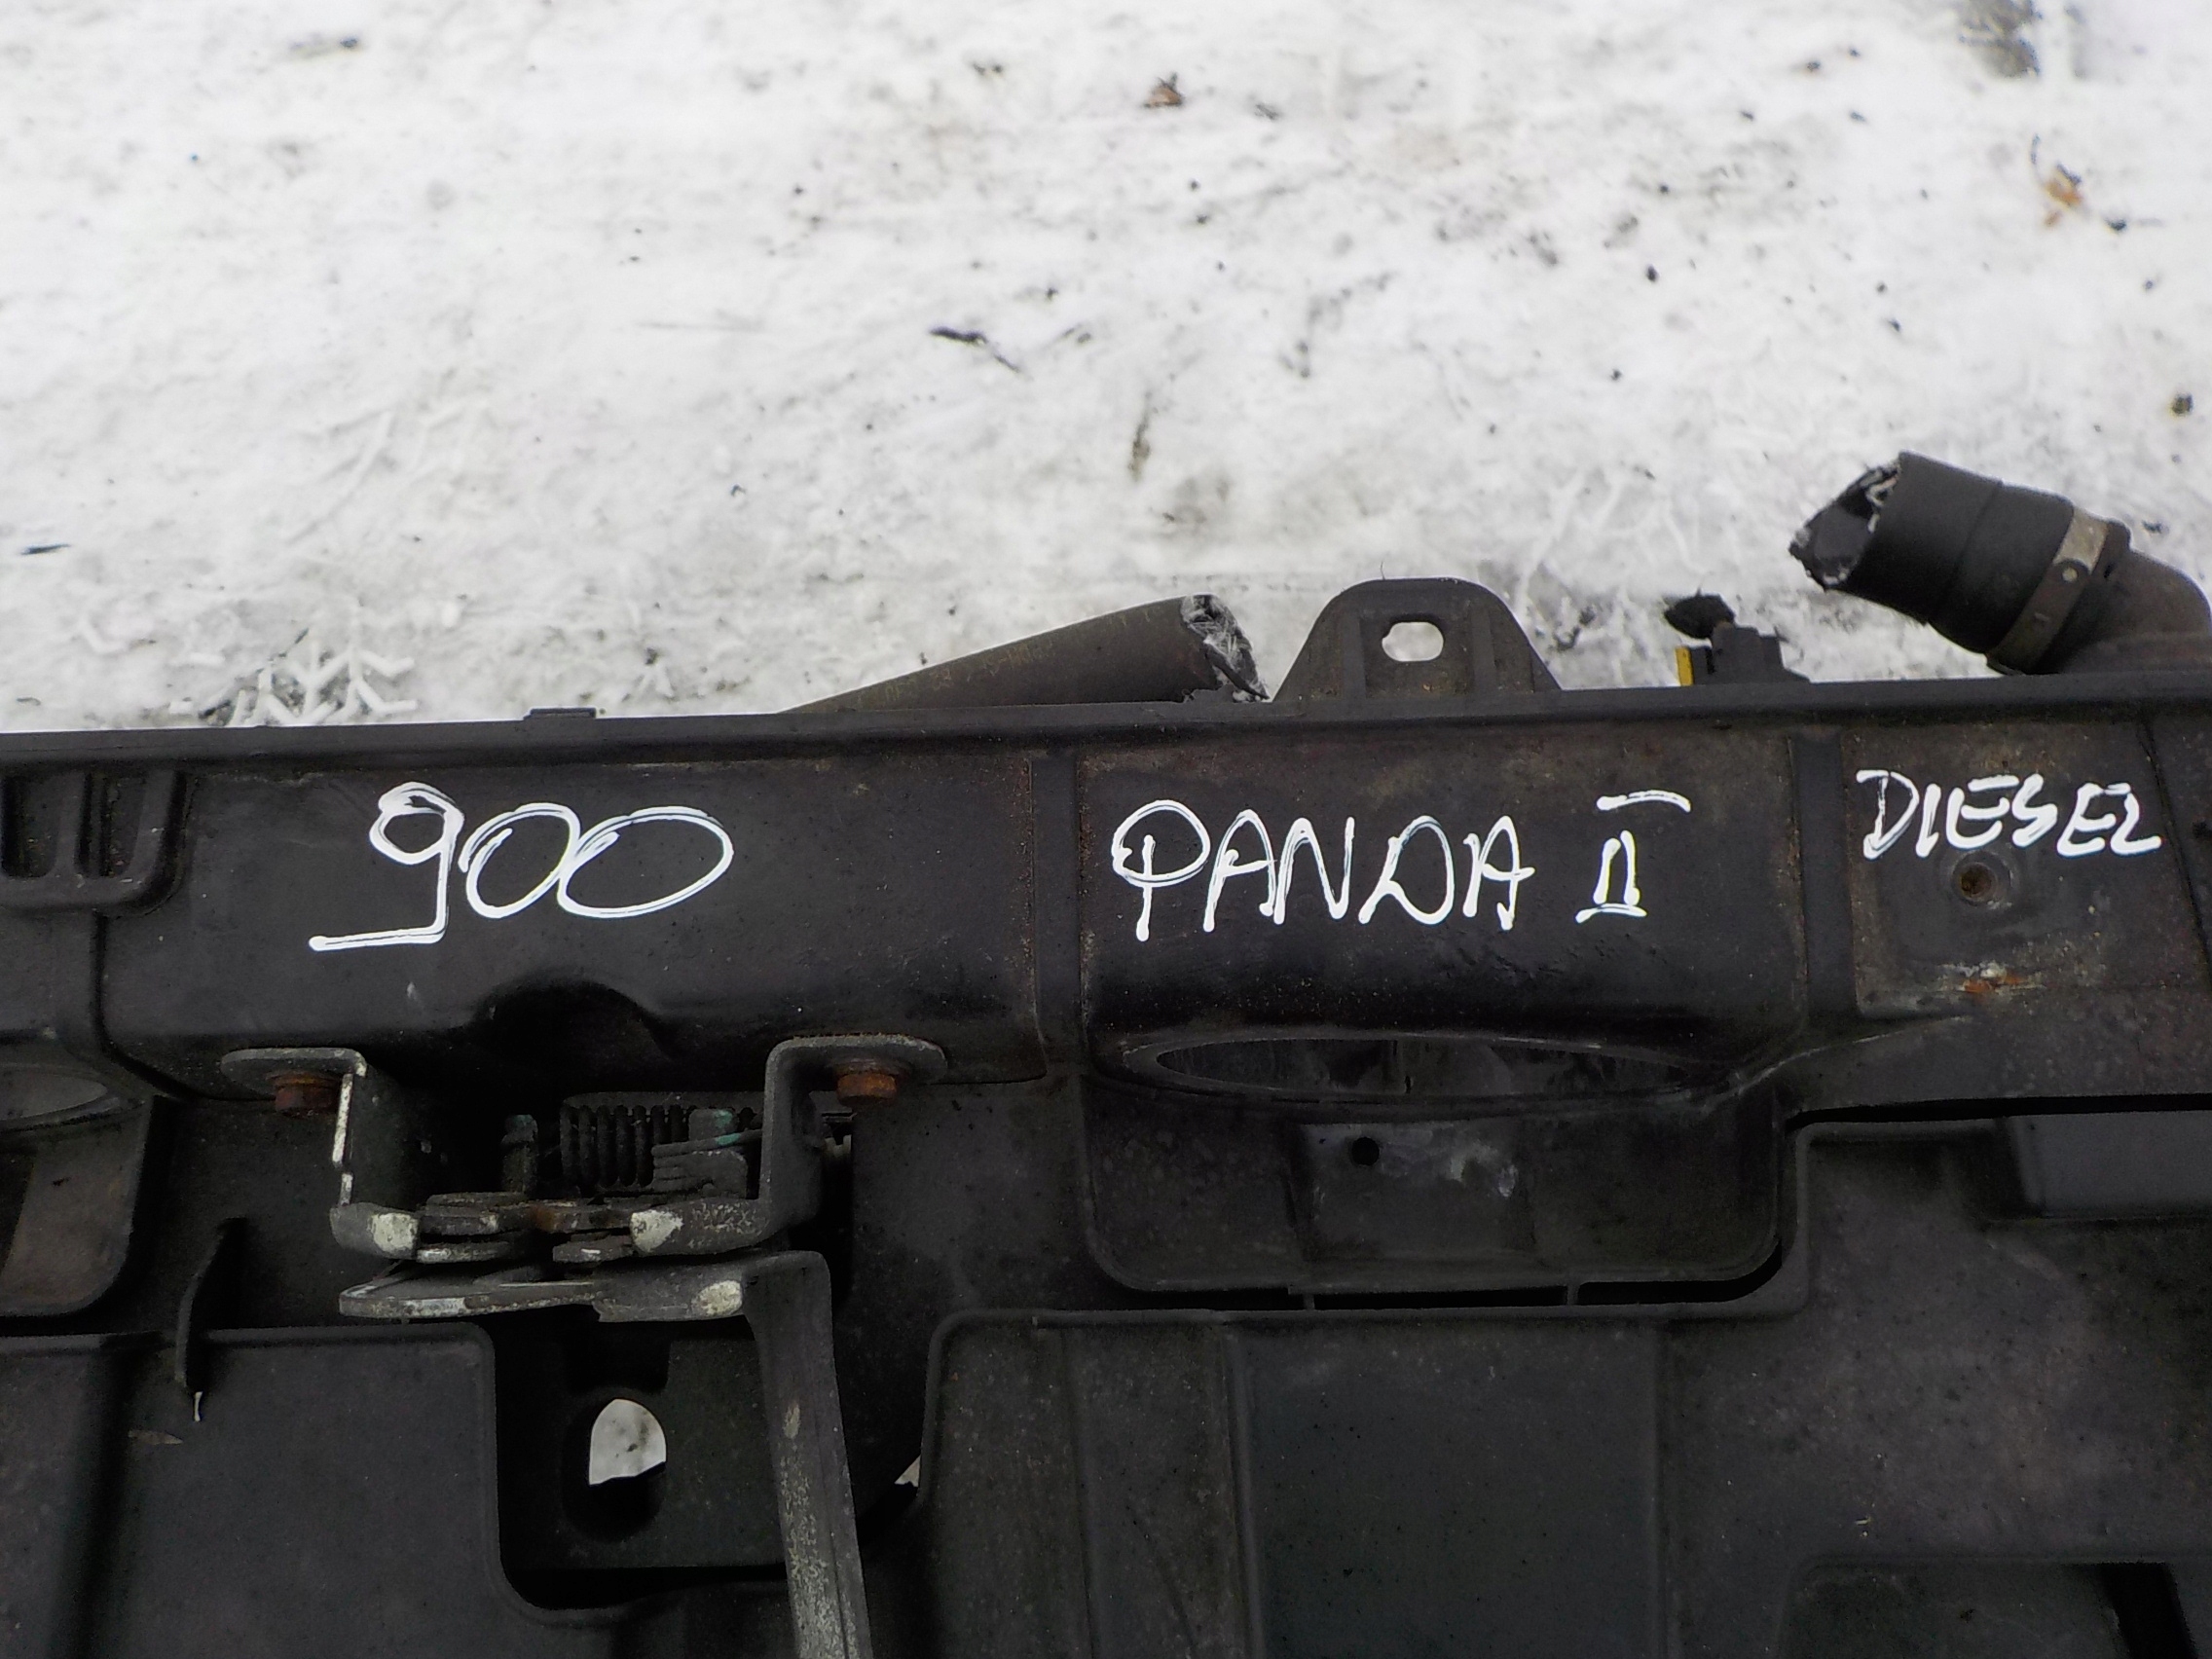 900 PANDA II DIESEL